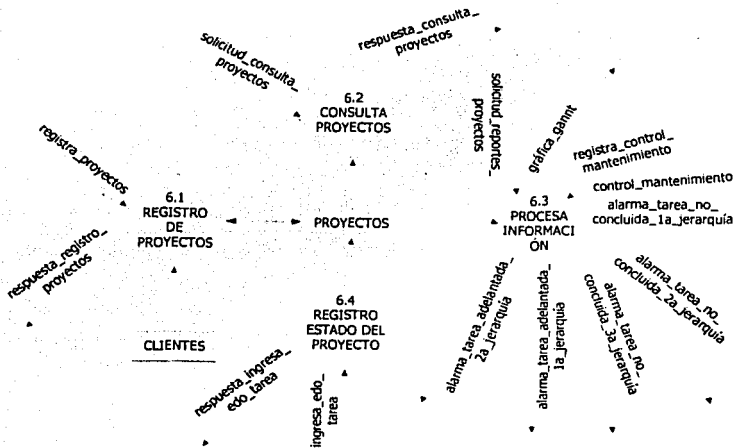 respuesta_consulta_
proyectos
solicitud_consulta_
proyectos
6.2
CONSULTA
PROYECTOS
solicitud_reportes_
proyectos
gráfica_gannt
registra_control_
mantenimiento
control_mantenimiento
alarma_tarea_no_
concluida_1a_jerarquía
registra_proyectos
6.1
REGISTRO
DE
PROYECTOS
PROYECTOS
6.3
PROCESA
INFORMACI
ÓN
respuesta_registro_
proyectos
alarma_tarea_no_
concluida_2a_jerarquía
alarma_tarea_no_
concluida_3a_jerarquía
alarma_tarea_adelantada_
1a_jerarquía
alarma_tarea_adelantada_
2a_jerarquia
6.4
REGISTRO
ESTADO DEL
PROYECTO
CLIENTES
respuesta_ingresa_
edo_tarea
ingresa_edo_
tarea